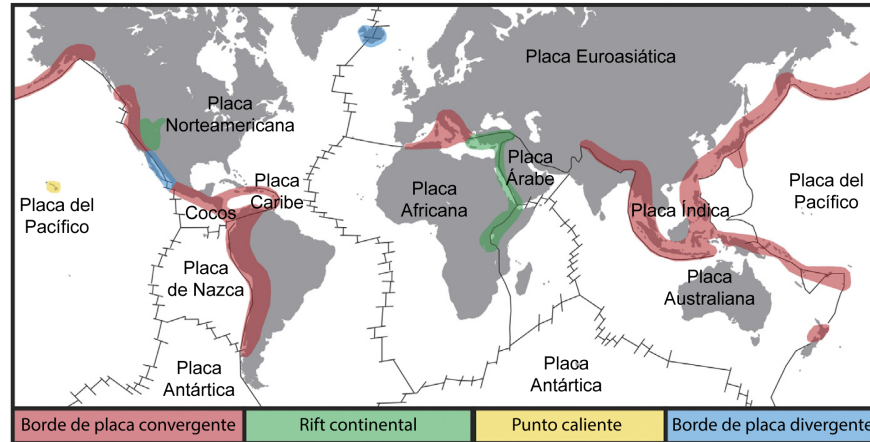 Placa Euroasiática
Placa
Norteamericana
Placa
Caribe
Cocos
Placa del
Pacífico
Placa
Africana
Placa
Árabe
Placa Índica
Placa del
Pacífico
Placa
de Nazca
Placa
Australiana
Placa
Antártica
Placa
Antártica
Borde de placa convergente
Rift continental
Punto caliente
Borde de placa divergente